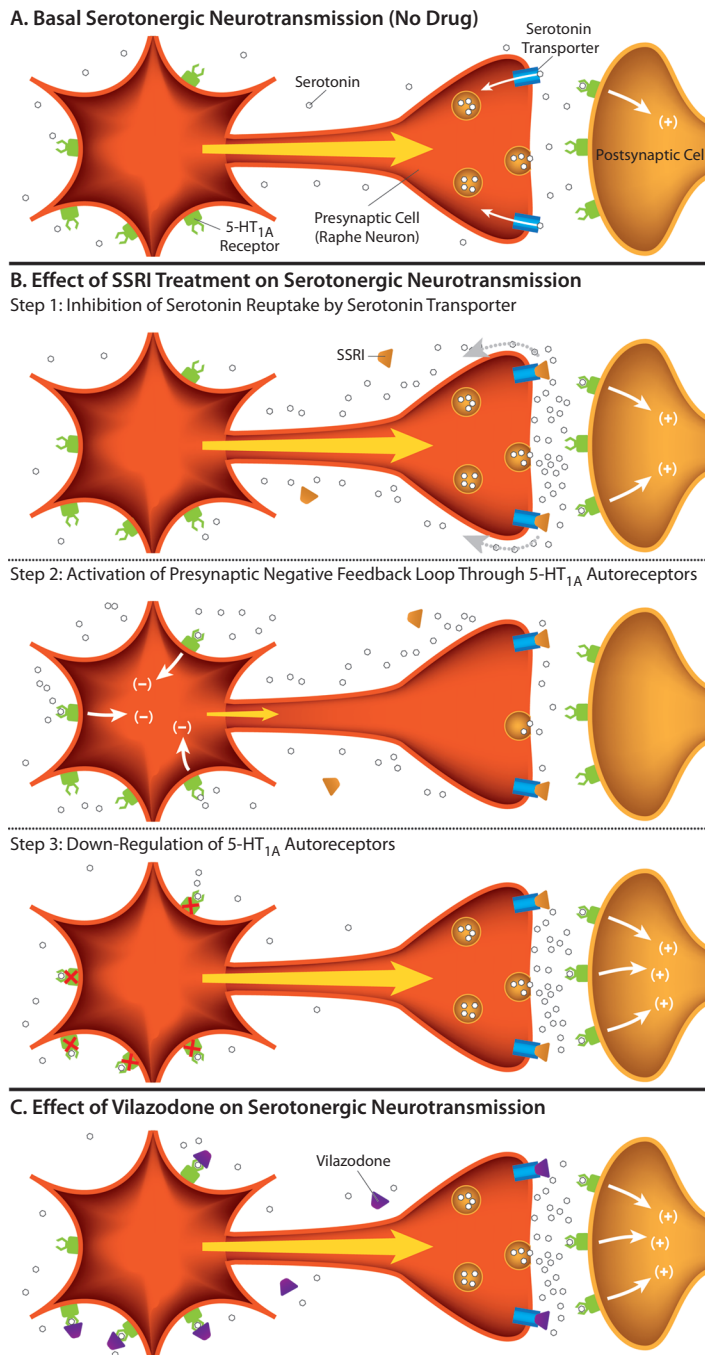 A. Basal Serotonergic Neurotransmission (No Drug)
Serotonin
Transporter
Serotonin
(+)
Postsynaptic Cell
5-HT1A
Receptor
Presynaptic Cell
(Raphe Neuron)
B. Effect of SSRI Treatment on Serotonergic Neurotransmission
Step 1: Inhibition of Serotonin Reuptake by Serotonin Transporter
SSRI
(+)
(+)
Step 2: Activation of Presynaptic Negative Feedback Loop Through 5-HT1A Autoreceptors
(−)
(−)
(−)
Step 3: Down-Regulation of 5-HT1A Autoreceptors
(+)
(+)
(+)
C. Effect of Vilazodone on Serotonergic Neurotransmission
Vilazodone
(+)
(+)
(+)